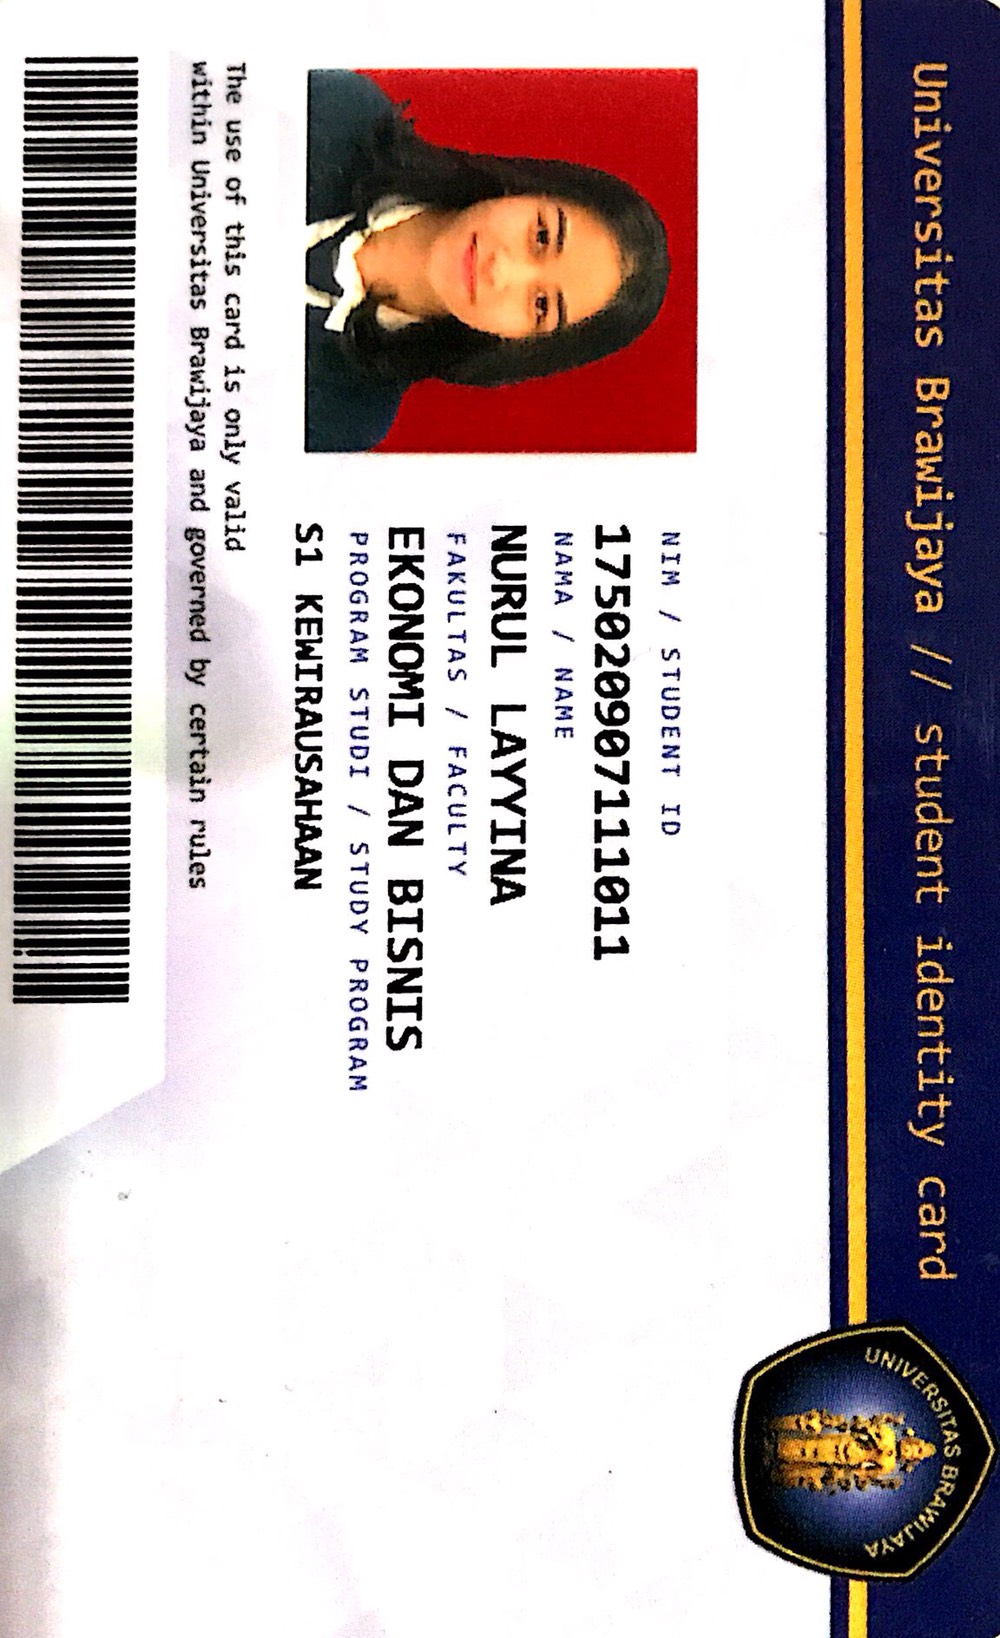 Universitas Brawijaya // student identity card
UNIVERSITAS BRAWIJAYA
NIM / STUDENT ID
175020907111011
NAMA / NAME
NURUL LAYYINA
FAKULTAS / FACULTY
EKONOMI DAN BISNIS
PROGRAM STUDI / STUDY PROGRAM
S1 KEWIRAUSAHAAN
The use of this card is only valid
within Universitas Brawijaya and governed by certain rules